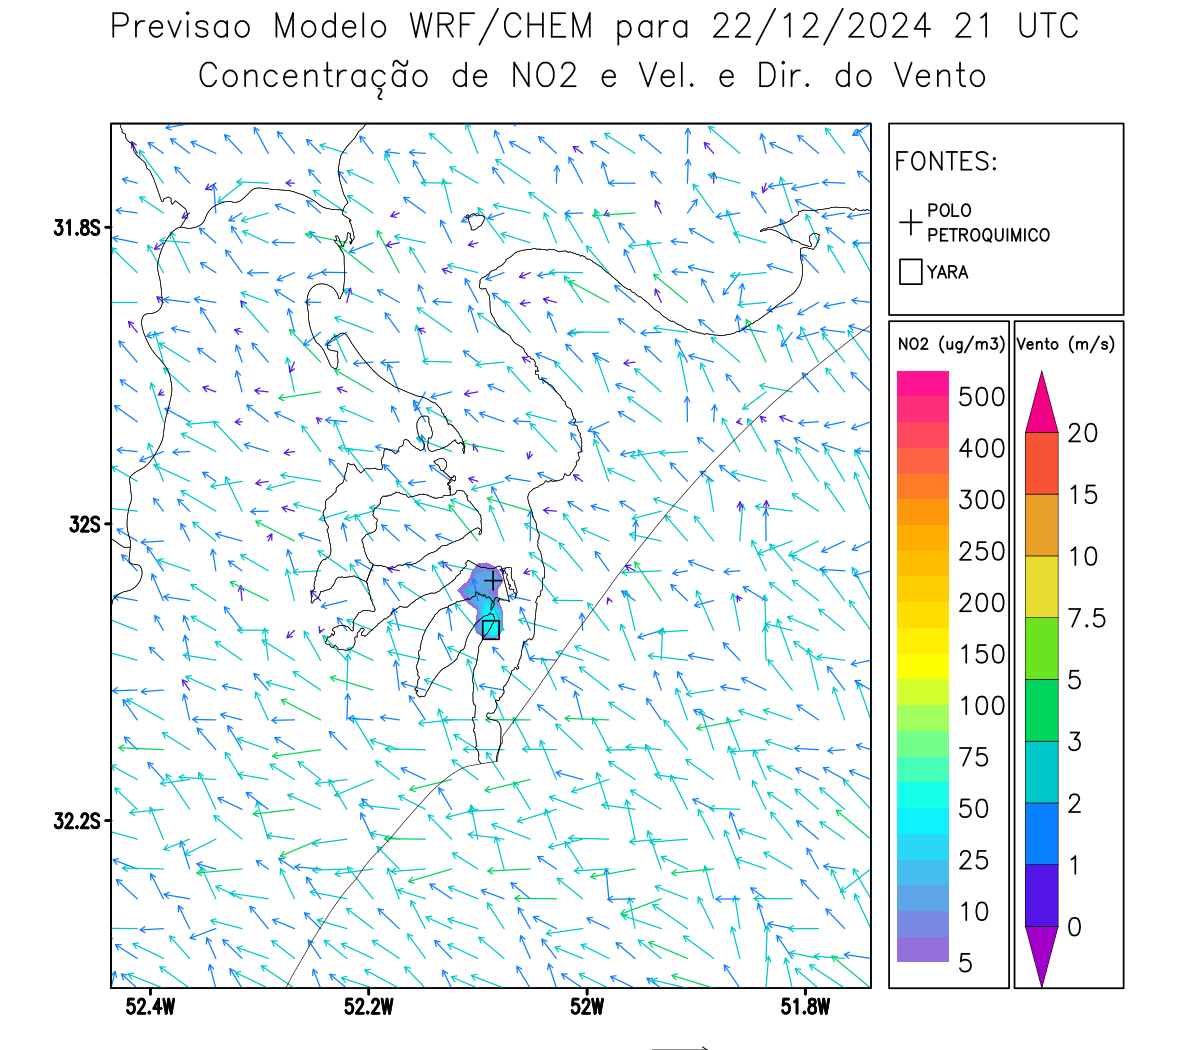 Previsao Modelo WRF/CHEM para 22/12/2024 21 UTC
Concentração de NO2 e Vel. e Dir. do Vento
FONTES:
POLO
PETROQUIMICO
YARA
31.8S
32S
32.2S
52.4W
52.2W
52W
51.8W
NO2 (ug/m3)
500
400
300
250
200
150
100
75
50
25
10
5
Vento (m/s)
20
15
10
7.5
5
3
2
1
0